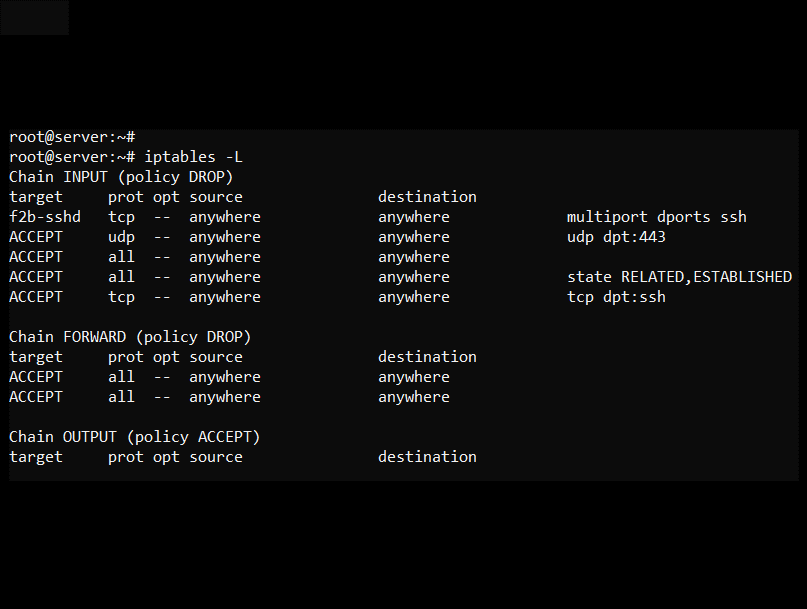 root@server:~#
root@server:~# iptables -L
Chain INPUT (policy DROP)
target     prot opt source               destination
f2b-sshd   tcp  --  anywhere             anywhere             multiport dports ssh
ACCEPT     udp  --  anywhere             anywhere             udp dpt:443
ACCEPT     all  --  anywhere             anywhere
ACCEPT     all  --  anywhere             anywhere             state RELATED,ESTABLISHED
ACCEPT     tcp  --  anywhere             anywhere             tcp dpt:ssh

Chain FORWARD (policy DROP)
target     prot opt source               destination
ACCEPT     all  --  anywhere             anywhere
ACCEPT     all  --  anywhere             anywhere

Chain OUTPUT (policy ACCEPT)
target     prot opt source               destination